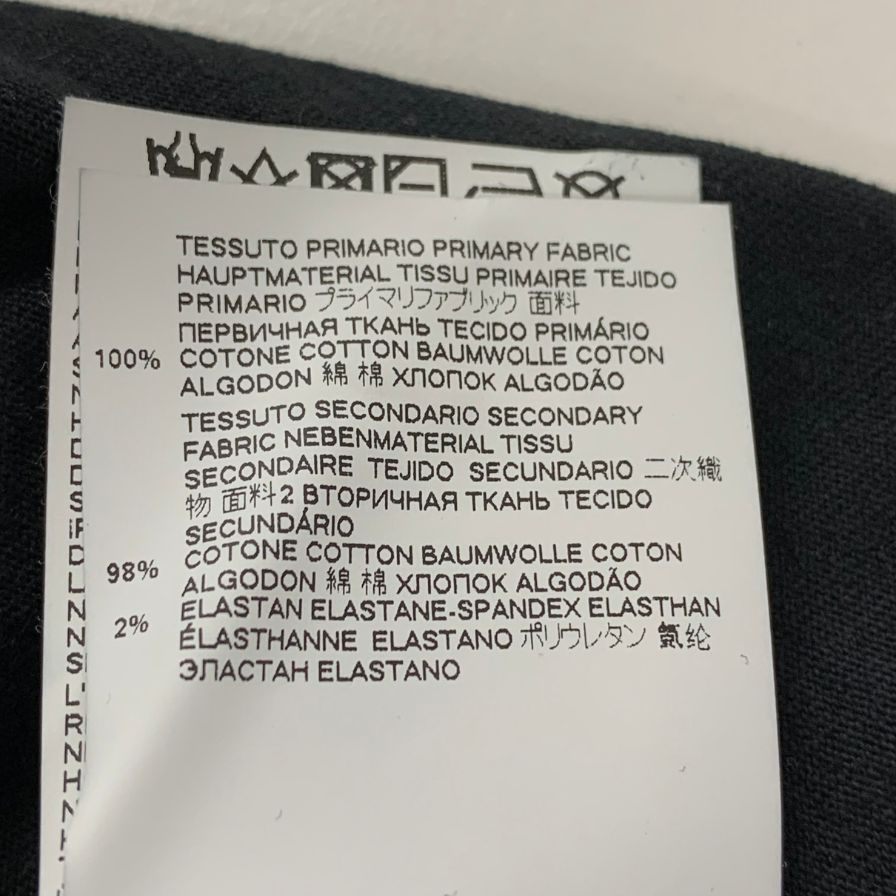 TESSUTO PRIMARIO PRIMARY FABRIC
HAUPTMATERIAL TISSU PRIMAIRE TEJIDO
PRIMARIO プライマリファブリック 面料
ПЕРВИЧНАЯ ТКАНЬ TECIDO PRIMÁRIO
100% COTONE COTTON BAUMWOLLE COTON
ALGODON 綿 棉 ХЛОПОК ALGODÃO
TESSUTO SECONDARIO SECONDARY
FABRIC NEBENMATERIAL TISSU
SECONDAIRE TEJIDO SECUNDARIO 二次織
物 面料2 ВТОРИЧНАЯ ТКАНЬ TECIDO
SECUNDÁRIO
98% COTONE COTTON BAUMWOLLE COTON
ALGODON 綿 棉 ХЛОПОК ALGODÃO
2% ELASTAN ELASTANE-SPANDEX ELASTHAN
ÉLASTHANNE ELASTANO ポリウレタン 氨纶
ЭЛАСТАН ELASTANO